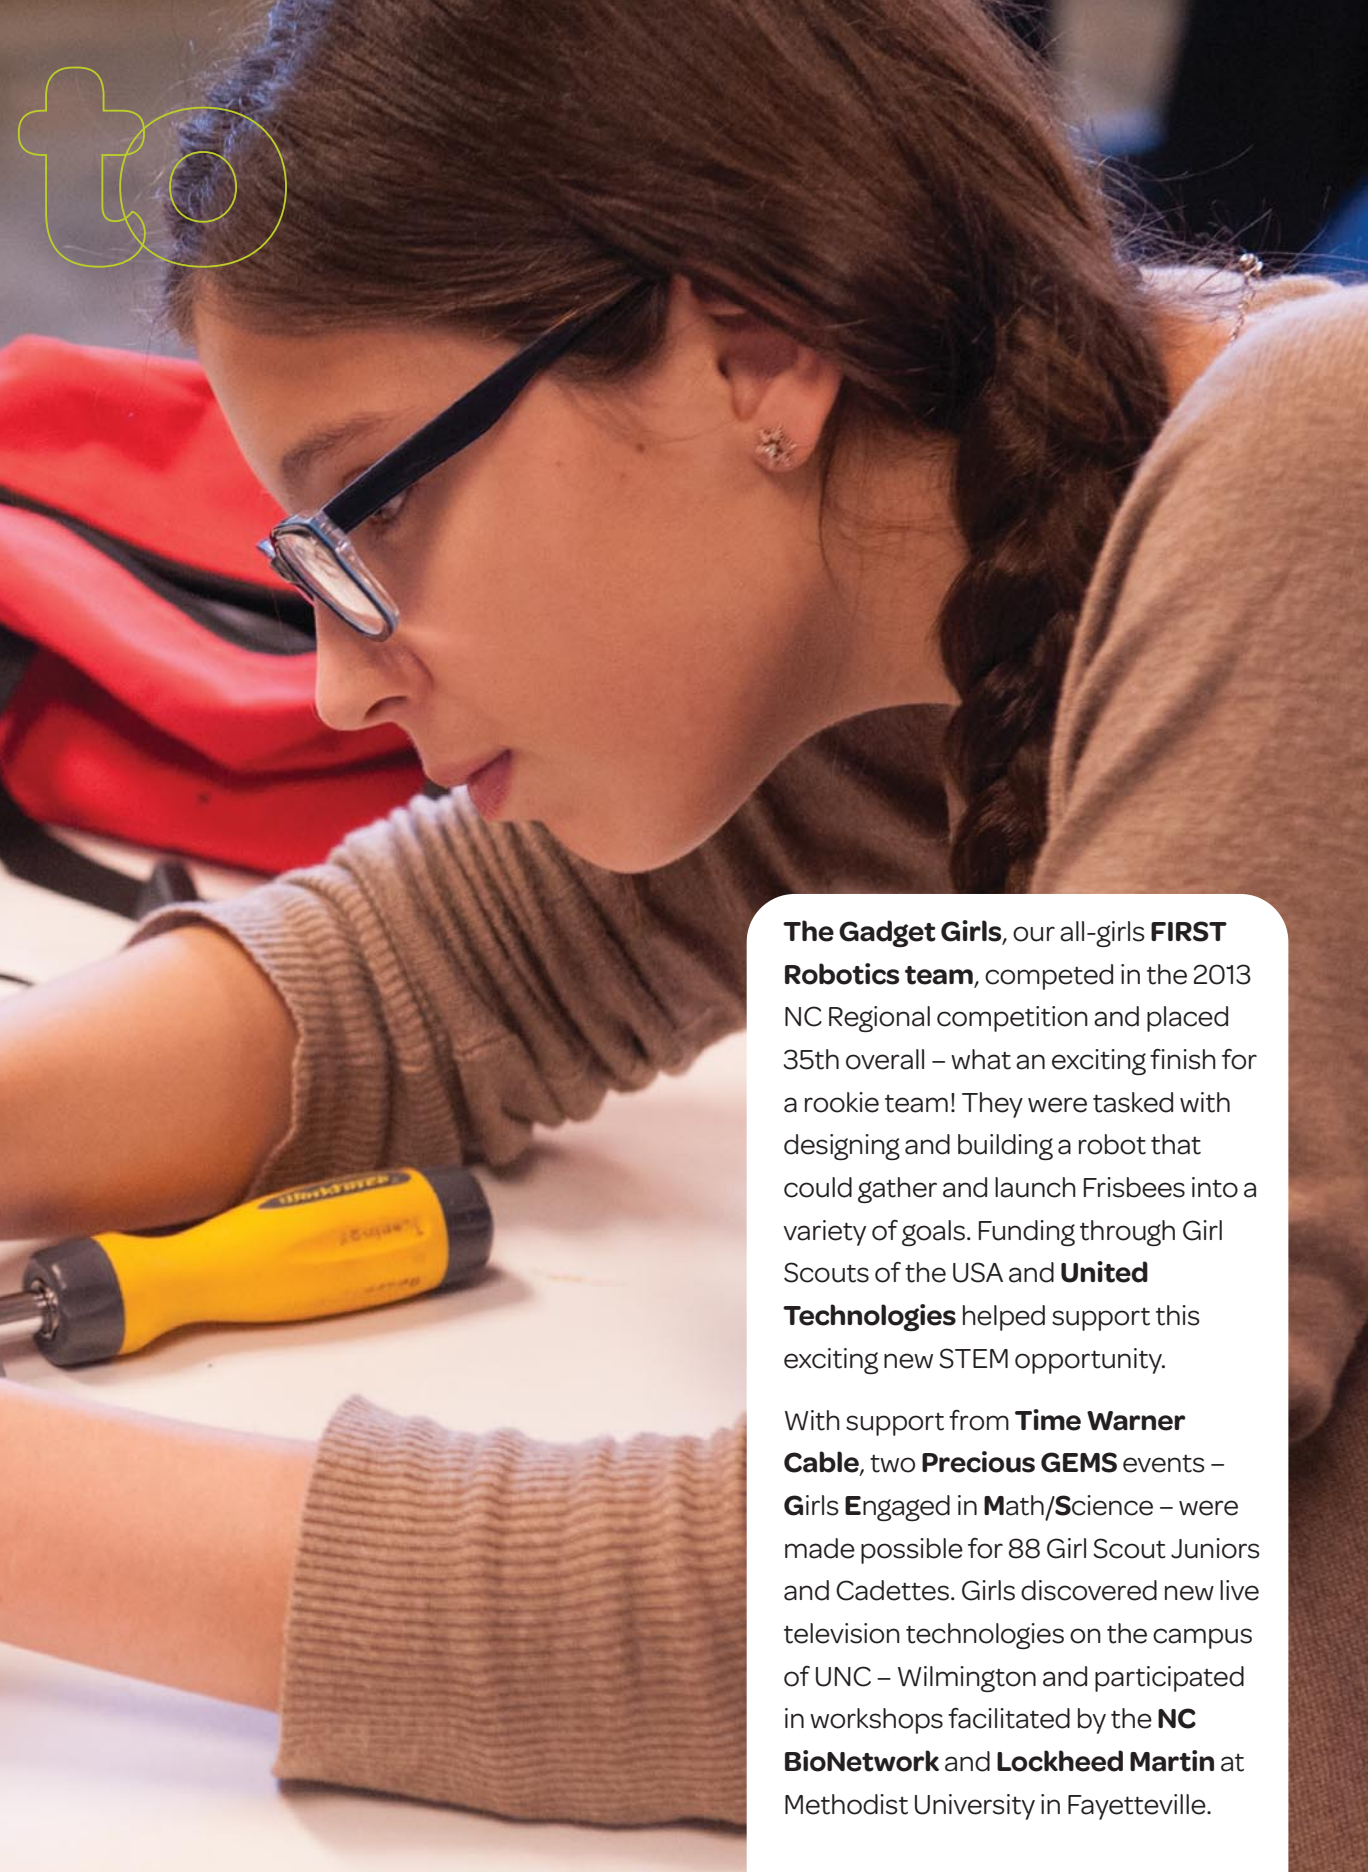 to
The Gadget Girls, our all-girls FIRST
Robotics team, competed in the 2013
NC Regional competition and placed
35th overall – what an exciting finish for
a rookie team! They were tasked with
designing and building a robot that
could gather and launch Frisbees into a
variety of goals. Funding through Girl
Scouts of the USA and United
Technologies helped support this
exciting new STEM opportunity.
With support from Time Warner
Cable, two Precious GEMS events –
Girls Engaged in Math/Science – were
made possible for 88 Girl Scout Juniors
and Cadettes. Girls discovered new live
television technologies on the campus
of UNC – Wilmington and participated
in workshops facilitated by the NC
BioNetwork and Lockheed Martin at
Methodist University in Fayetteville.